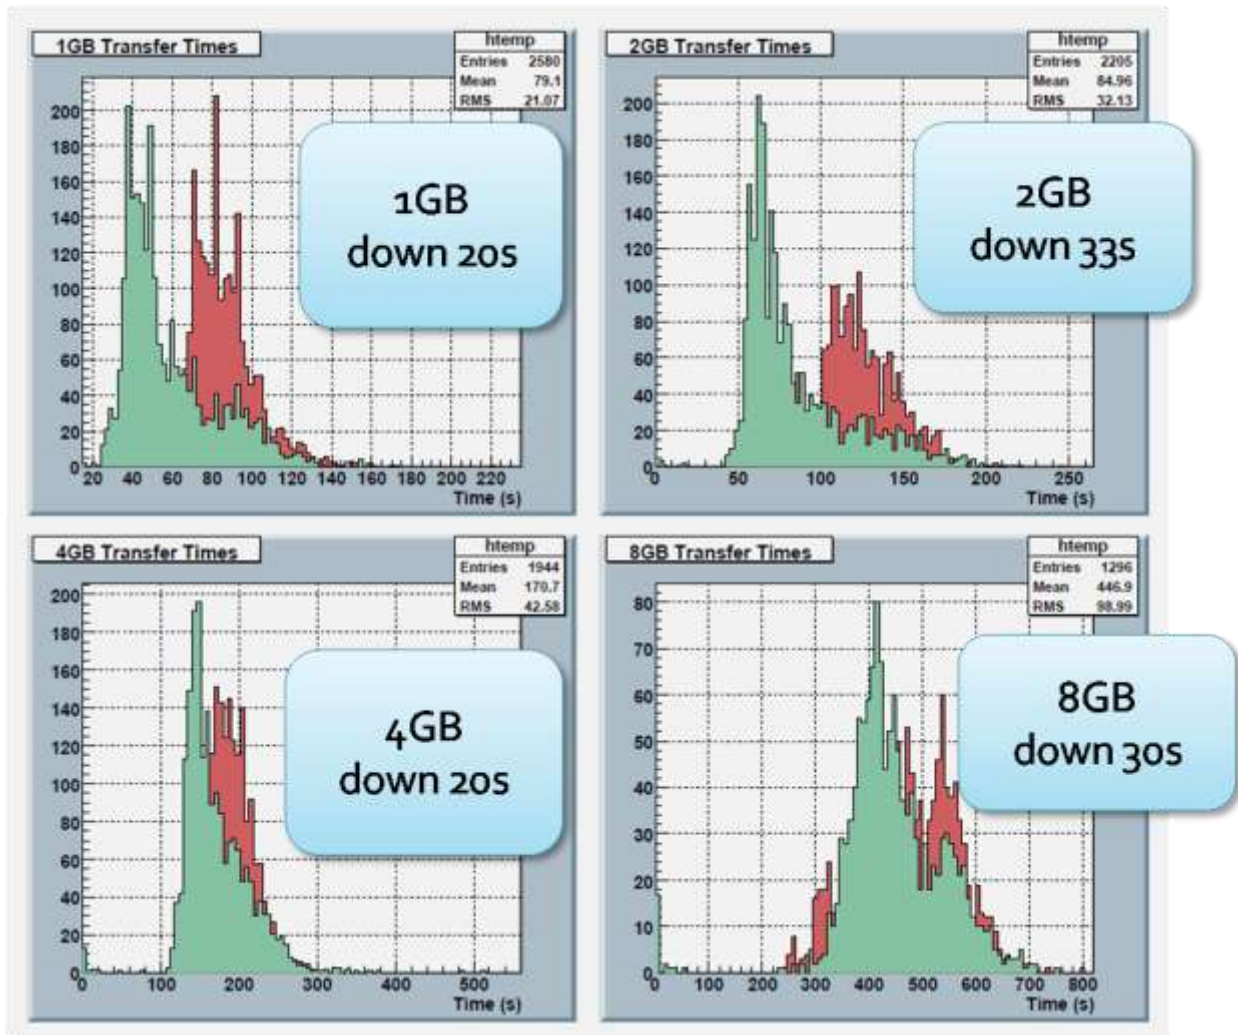 1GB Transfer Times
htemp
Entries 2580
Mean 79.1
RMS 21.07
200
180
160
140
120
100
80
60
40
20
0
20 40 60 80 100 120 140 160 180 200 220
Time (s)
1GB
down 20s
2GB Transfer Times
htemp
Entries 2205
Mean 84.96
RMS 32.13
200
180
160
140
120
100
80
60
40
20
0
0 50 100 150 200 250
Time (s)
2GB
down 33s
4GB Transfer Times
htemp
Entries 1944
Mean 170.7
RMS 42.58
200
180
160
140
120
100
80
60
40
20
0
0 100 200 300 400 500
Time (s)
4GB
down 20s
8GB Transfer Times
htemp
Entries 1296
Mean 446.9
RMS 98.99
80
70
60
50
40
30
20
10
0
0 100 200 300 400 500 600 700 800
Time (s)
8GB
down 30s